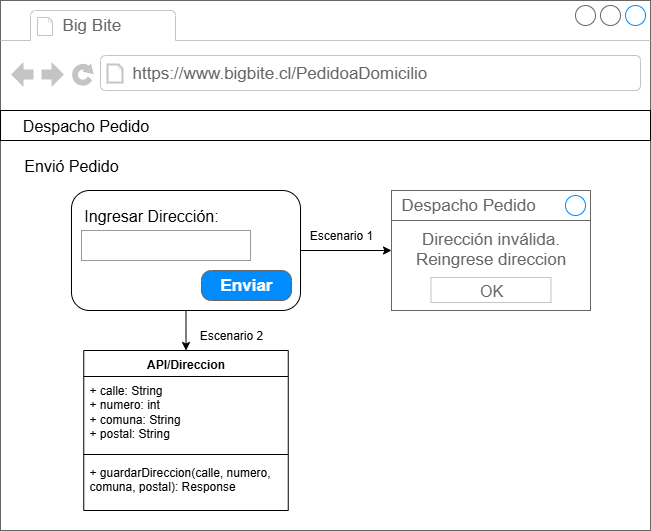 Big Bite
https://www.bigbite.cl/PedidoaDomicilio
Despacho Pedido
Envió Pedido
Ingresar Dirección:
Enviar
Escenario 1
Despacho Pedido
Dirección inválida.
Reingrese direccion
OK
Escenario 2
API/Direccion
+ calle: String
+ numero: int
+ comuna: String
+ postal: String
+ guardarDireccion(calle, numero,
comuna, postal): Response